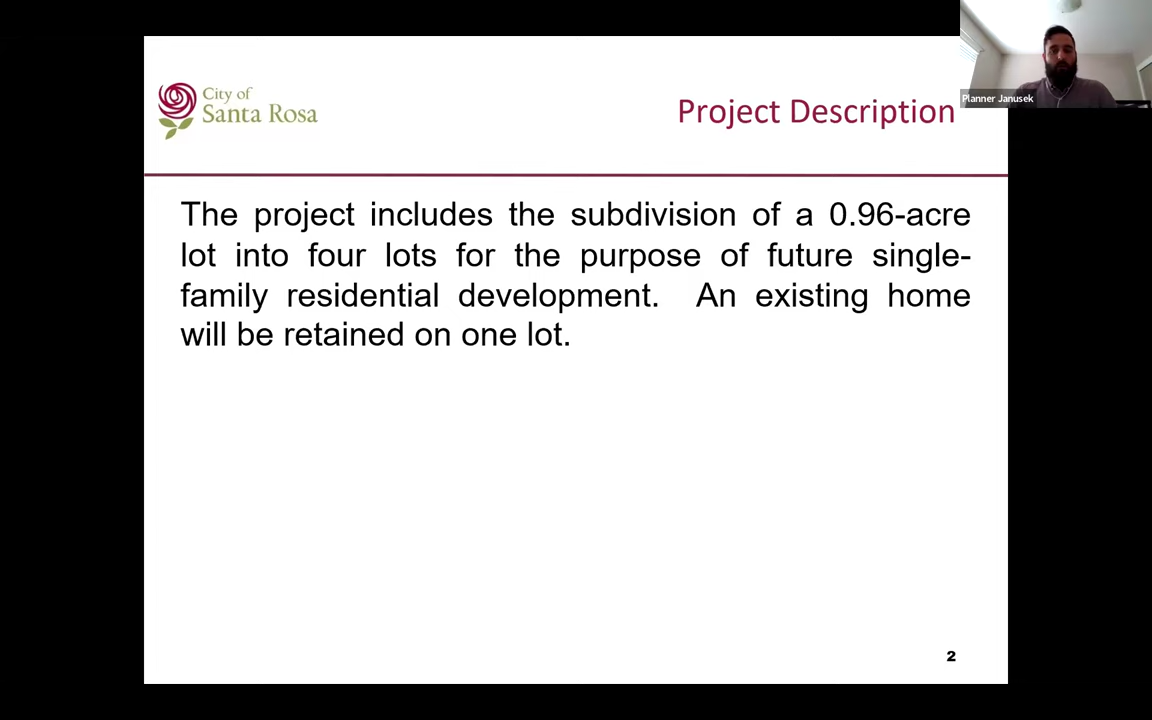 City of
Santa Rosa
Project Description
Planner Janusek
The project includes the subdivision of a 0.96-acre
lot into four lots for the purpose of future single-
family residential development. An existing home
will be retained on one lot.
2